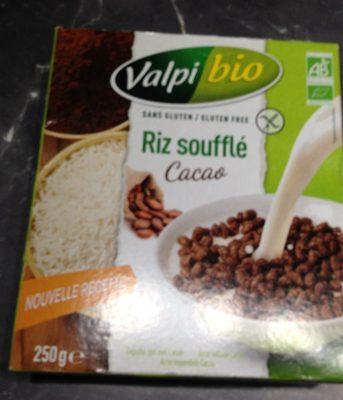 Valpi bio
AB
SANS GLUTEN / GLUTEN FREE
Riz soufflé
Cacao
NOUVELLE RECETTE
250g℮